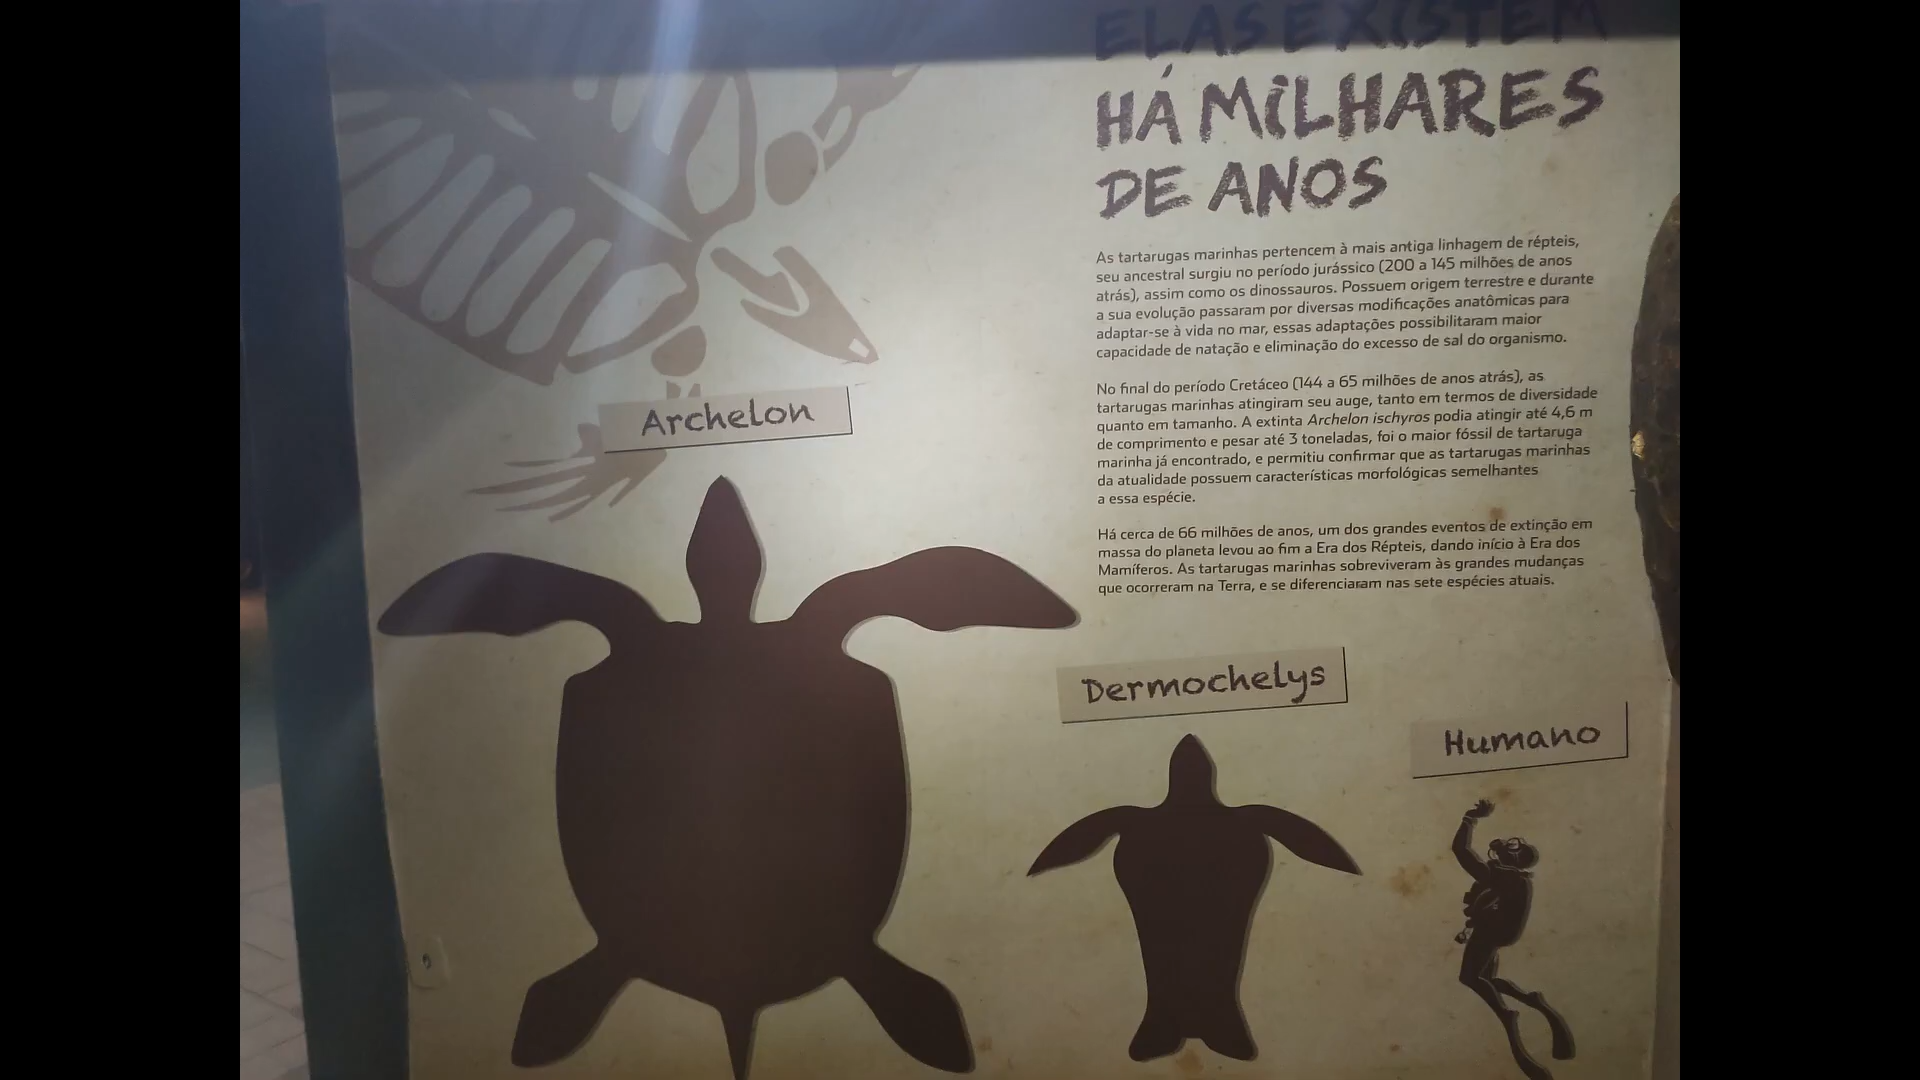 ELAS EXISTEM
HÁ MILHARES
DE ANOS
As tartarugas marinhas pertencem à mais antiga linhagem de répteis,
seu ancestral surgiu no período jurássico (200 a 145 milhões de anos
atrás), assim como os dinossauros. Possuem origem terrestre e durante
a sua evolução passaram por diversas modificações anatômicas para
adaptar-se à vida no mar, essas adaptações possibilitaram maior
capacidade de natação e eliminação do excesso de sal do organismo.
No final do período Cretáceo (144 a 65 milhões de anos atrás), as
tartarugas marinhas atingiram seu auge, tanto em termos de diversidade
quanto em tamanho. A extinta Archelon ischyros podia atingir até 4,6 m
de comprimento e pesar até 3 toneladas, foi o maior fóssil de tartaruga
marinha já encontrado, e permitiu confirmar que as tartarugas marinhas
da atualidade possuem características morfológicas semelhantes
a essa espécie.
Há cerca de 66 milhões de anos, um dos grandes eventos de extinção em
massa do planeta levou ao fim a Era dos Répteis, dando início à Era dos
Mamíferos. As tartarugas marinhas sobreviveram às grandes mudanças
que ocorreram na Terra, e se diferenciaram nas sete espécies atuais.
Archelon
Dermochelys
Humano